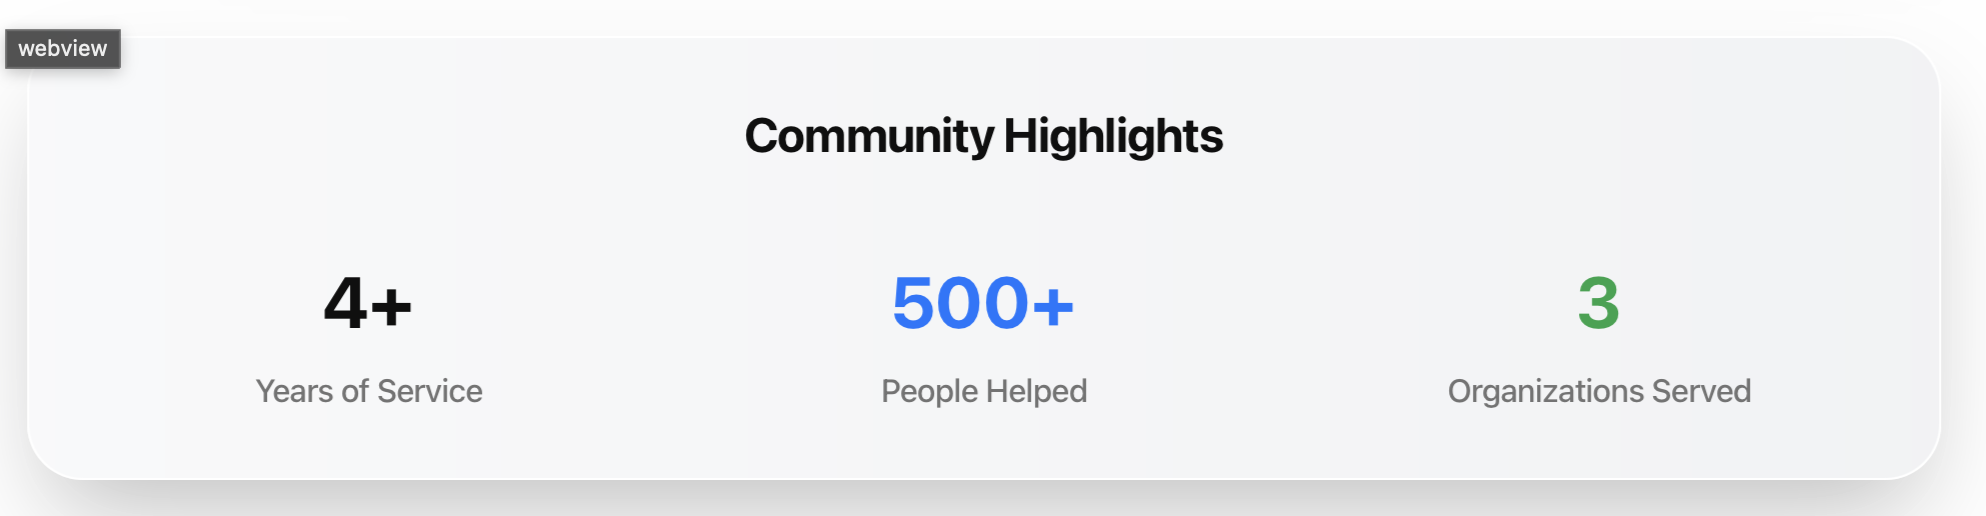 webview
Community Highlights
4+
500+
3
Years of Service
People Helped
Organizations Served